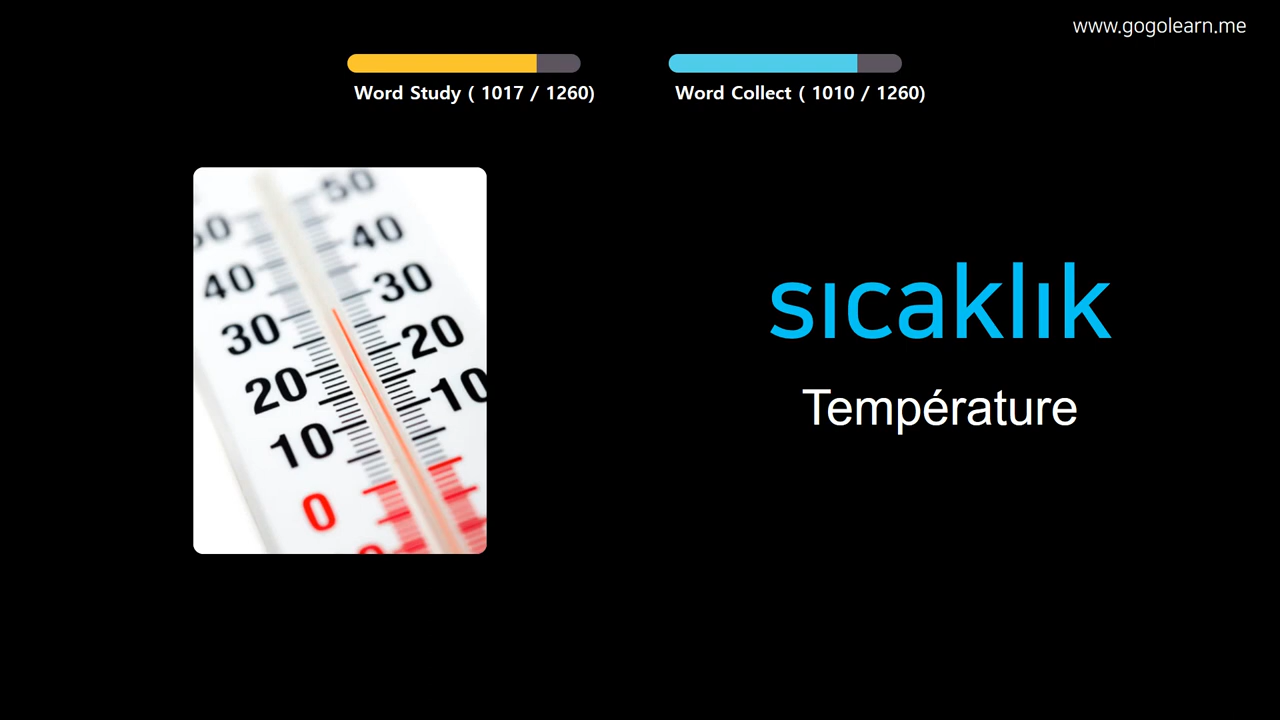 www.gogolearn.me
Word Study ( 1017 / 1260)
Word Collect ( 1010 / 1260)
sıcaklık
Température
50
40
30
20
10
40
30
20
10
0